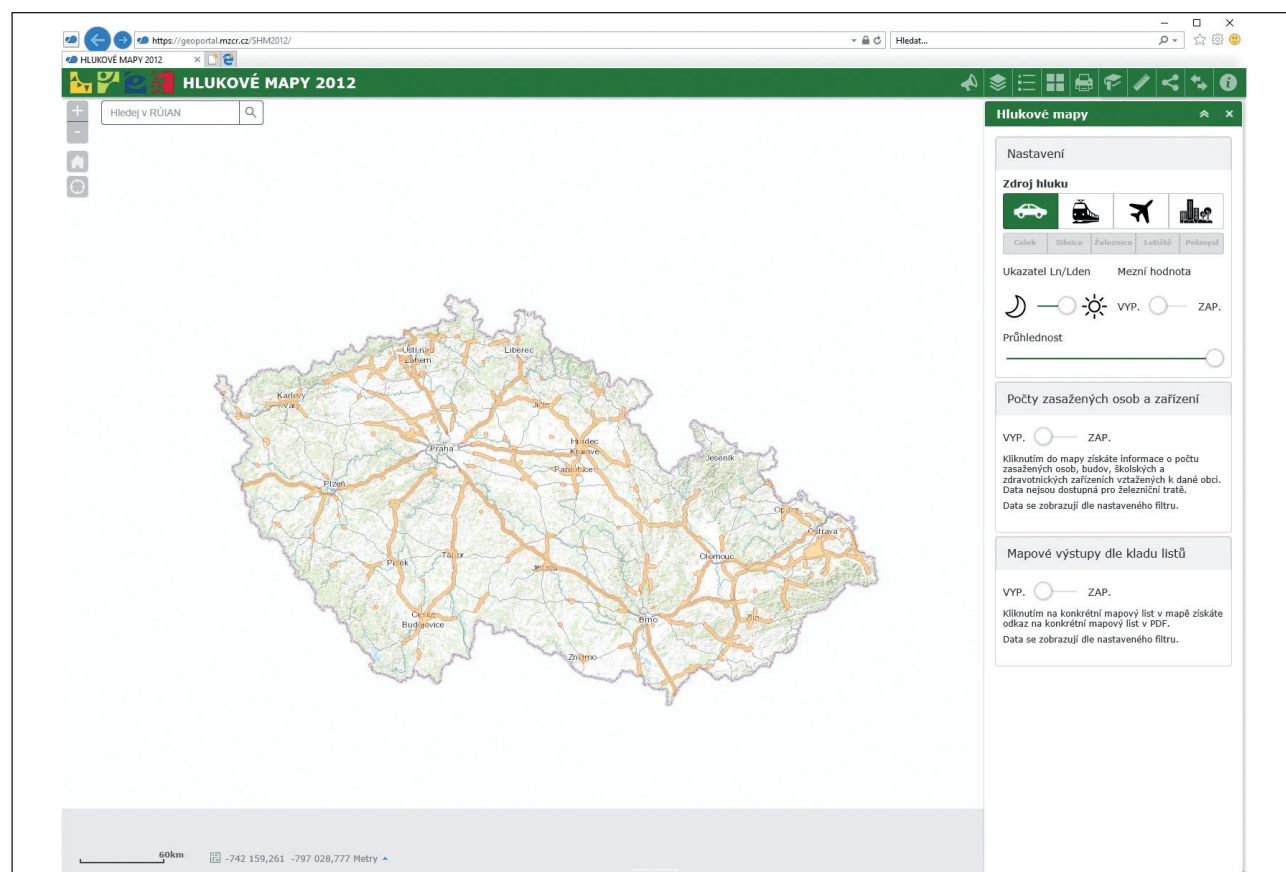 https://geoportal.mzcr.cz/SHM2012/
Hledat...
HLUKOVÉ MAPY 2012
HLUKOVÉ MAPY 2012
Hledej v RÚIAN
Hlukové mapy
Nastavení
Zdroj hluku
Celek Silnice Železnice Letiště Průmysl
Ukazatel Ln/Lden Mezní hodnota
VYP. ZAP.
Průhlednost
Počty zasažených osob a zařízení
VYP. ZAP.
Kliknutím do mapy získáte informace o počtu
zasažených osob, budov, školských a
zdravotnických zařízeních vztažených k dané obci.
Data nejsou dostupná pro železniční tratě.
Data se zobrazují dle nastaveného filtru.
Mapové výstupy dle kladu listů
VYP. ZAP.
Kliknutím na konkrétní mapový list v mapě získáte
odkaz na konkrétní mapový list v PDF.
Data se zobrazují dle nastaveného filtru.
Ústí nad
Labem
Liberec
Karlovy
Vary
Jičín
Hradec
Králové
Praha
Pardubice
Jeseník
Plzeň
Opava
Ostrava
Tábor
Olomouc
Písek
Jihlava
České
Budějovice
Brno
Zlín
Znojmo
60km
-742 159,261 -797 028,777 Metry